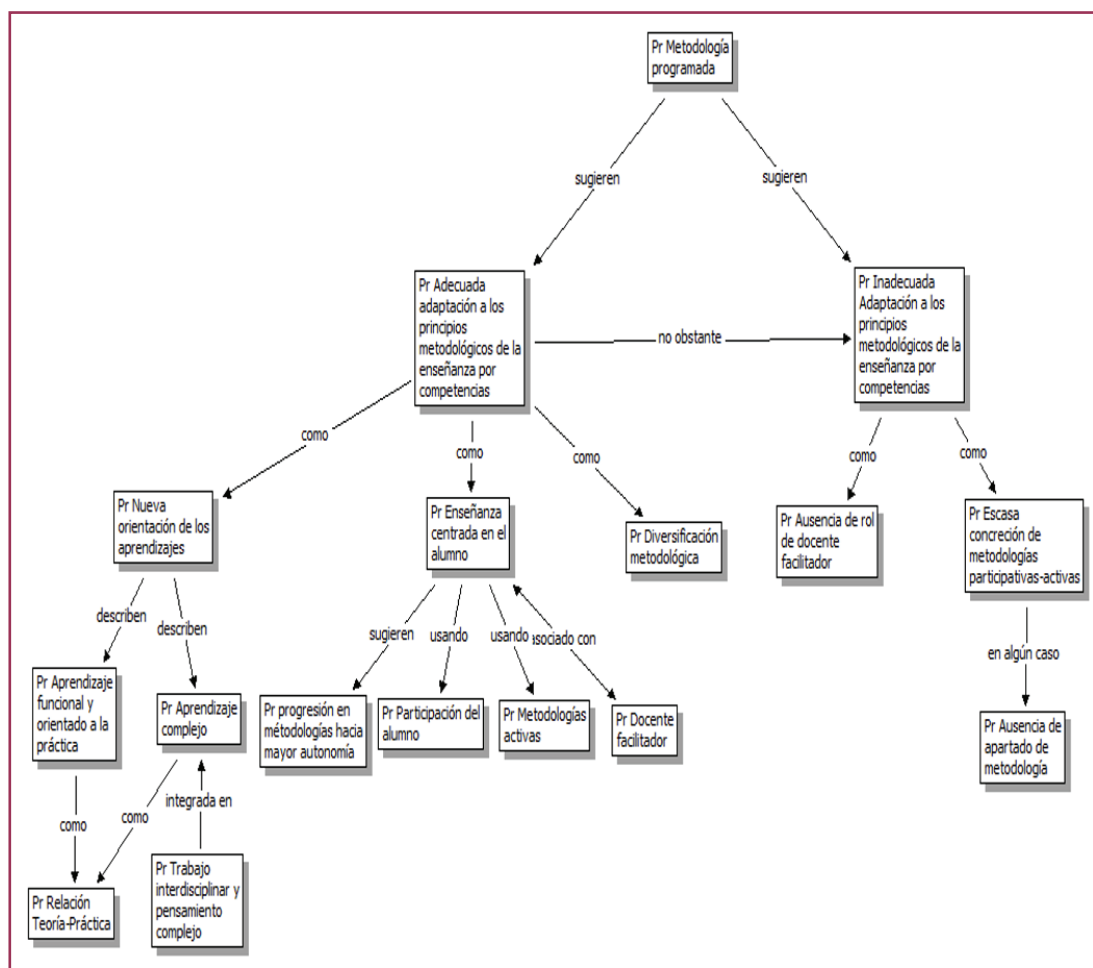 Pr Metodología
programada
sugieren
sugieren
Pr Adecuada
adaptación a los
principios
metodológicos de la
enseñanza por
competencias
no obstante
Pr Inadecuada
Adaptación a los
principios
metodológicos de la
enseñanza por
competencias
como
como
como
como
como
Pr Nueva
orientación de los
aprendizajes
Pr Enseñanza
centrada en el
alumno
Pr Diversificación
metodológica
Pr Ausencia de rol
de docente
facilitador
Pr Escasa
concreción de
metodologías
participativas-activas
describen
describen
sugieren
usando
usando
asociado con
en algún caso
Pr Aprendizaje
funcional y
orientado a la
práctica
Pr Aprendizaje
complejo
Pr progresión en
métodologías hacia
mayor autonomía
Pr Participación del
alumno
Pr Metodologías
activas
Pr Docente
facilitador
Pr Ausencia de
apartado de
metodología
como
como
integrada en
Pr Relación
Teoría-Práctica
Pr Trabajo
interdisciplinar y
pensamiento
complejo